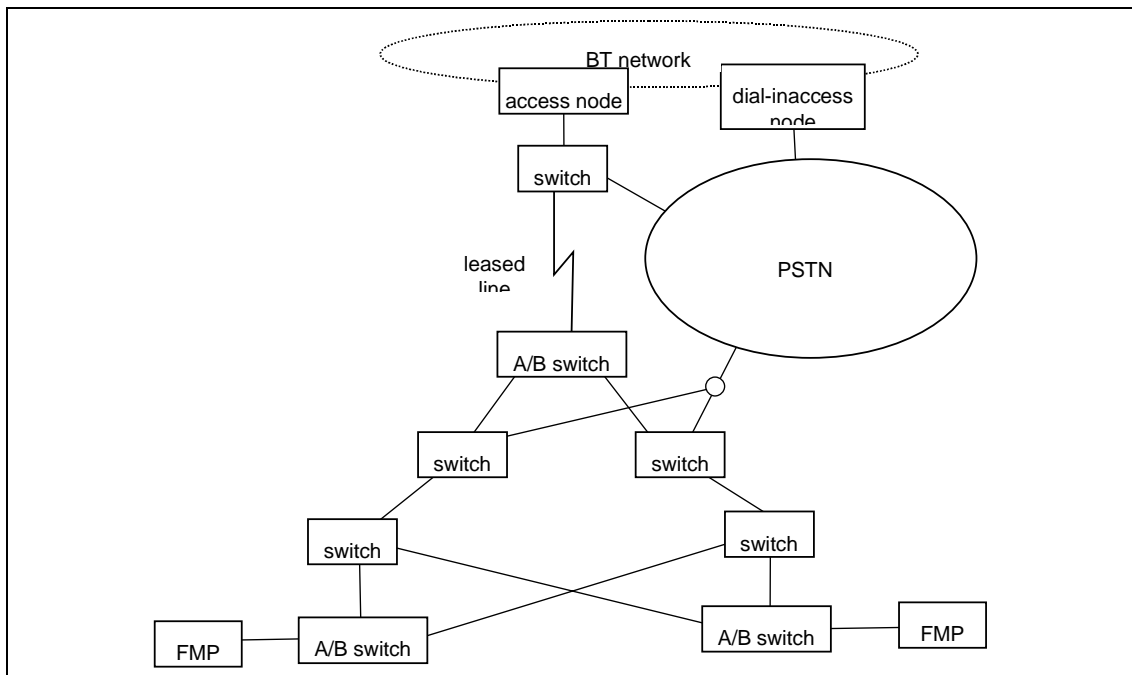 BT network
access node
dial-inaccess
node
switch
leased
line
PSTN
A/B switch
switch
switch
switch
switch
FMP
A/B switch
A/B switch
FMP